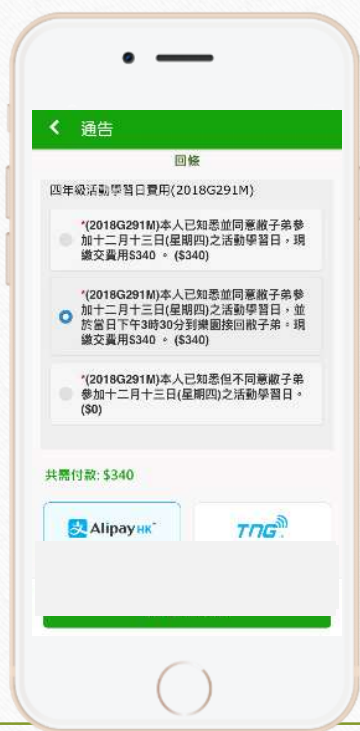 通告
回條
四年級活動學習日費用(2018G291M)
*(2018G291M)本人已知悉並同意敝子弟參
加十二月十三日(星期四)之活動學習日，現
繳交費用$340 。 ($340)
*(2018G291M)本人已知悉並同意敝子弟參
加十二月十三日(星期四)之活動學習日，並
於當日下午3時30分到樂園接回敝子弟。現
繳交費用$340 。 ($340)
*(2018G291M)本人已知悉但不同意敝子弟
參加十二月十三日(星期四)之活動學習日。
($0)
共需付款: $340
Alipay HK
TNG